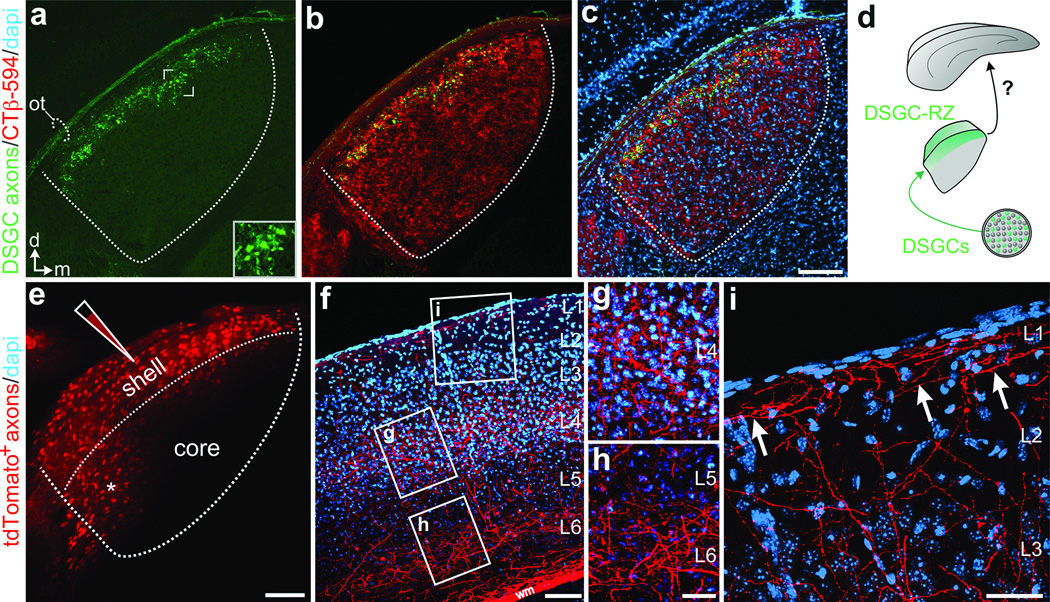 a
b
c
d
DSGC axons/CTβ-594/dapi
ot
d
m
?
DSGC-RZ
DSGCs
e
f
g
h
i
tdTomato+ axons/dapi
shell
core
*
i
g
h
L1
L2
L3
L4
L5
L6
wm
L4
L5
L6
L1
L2
L3